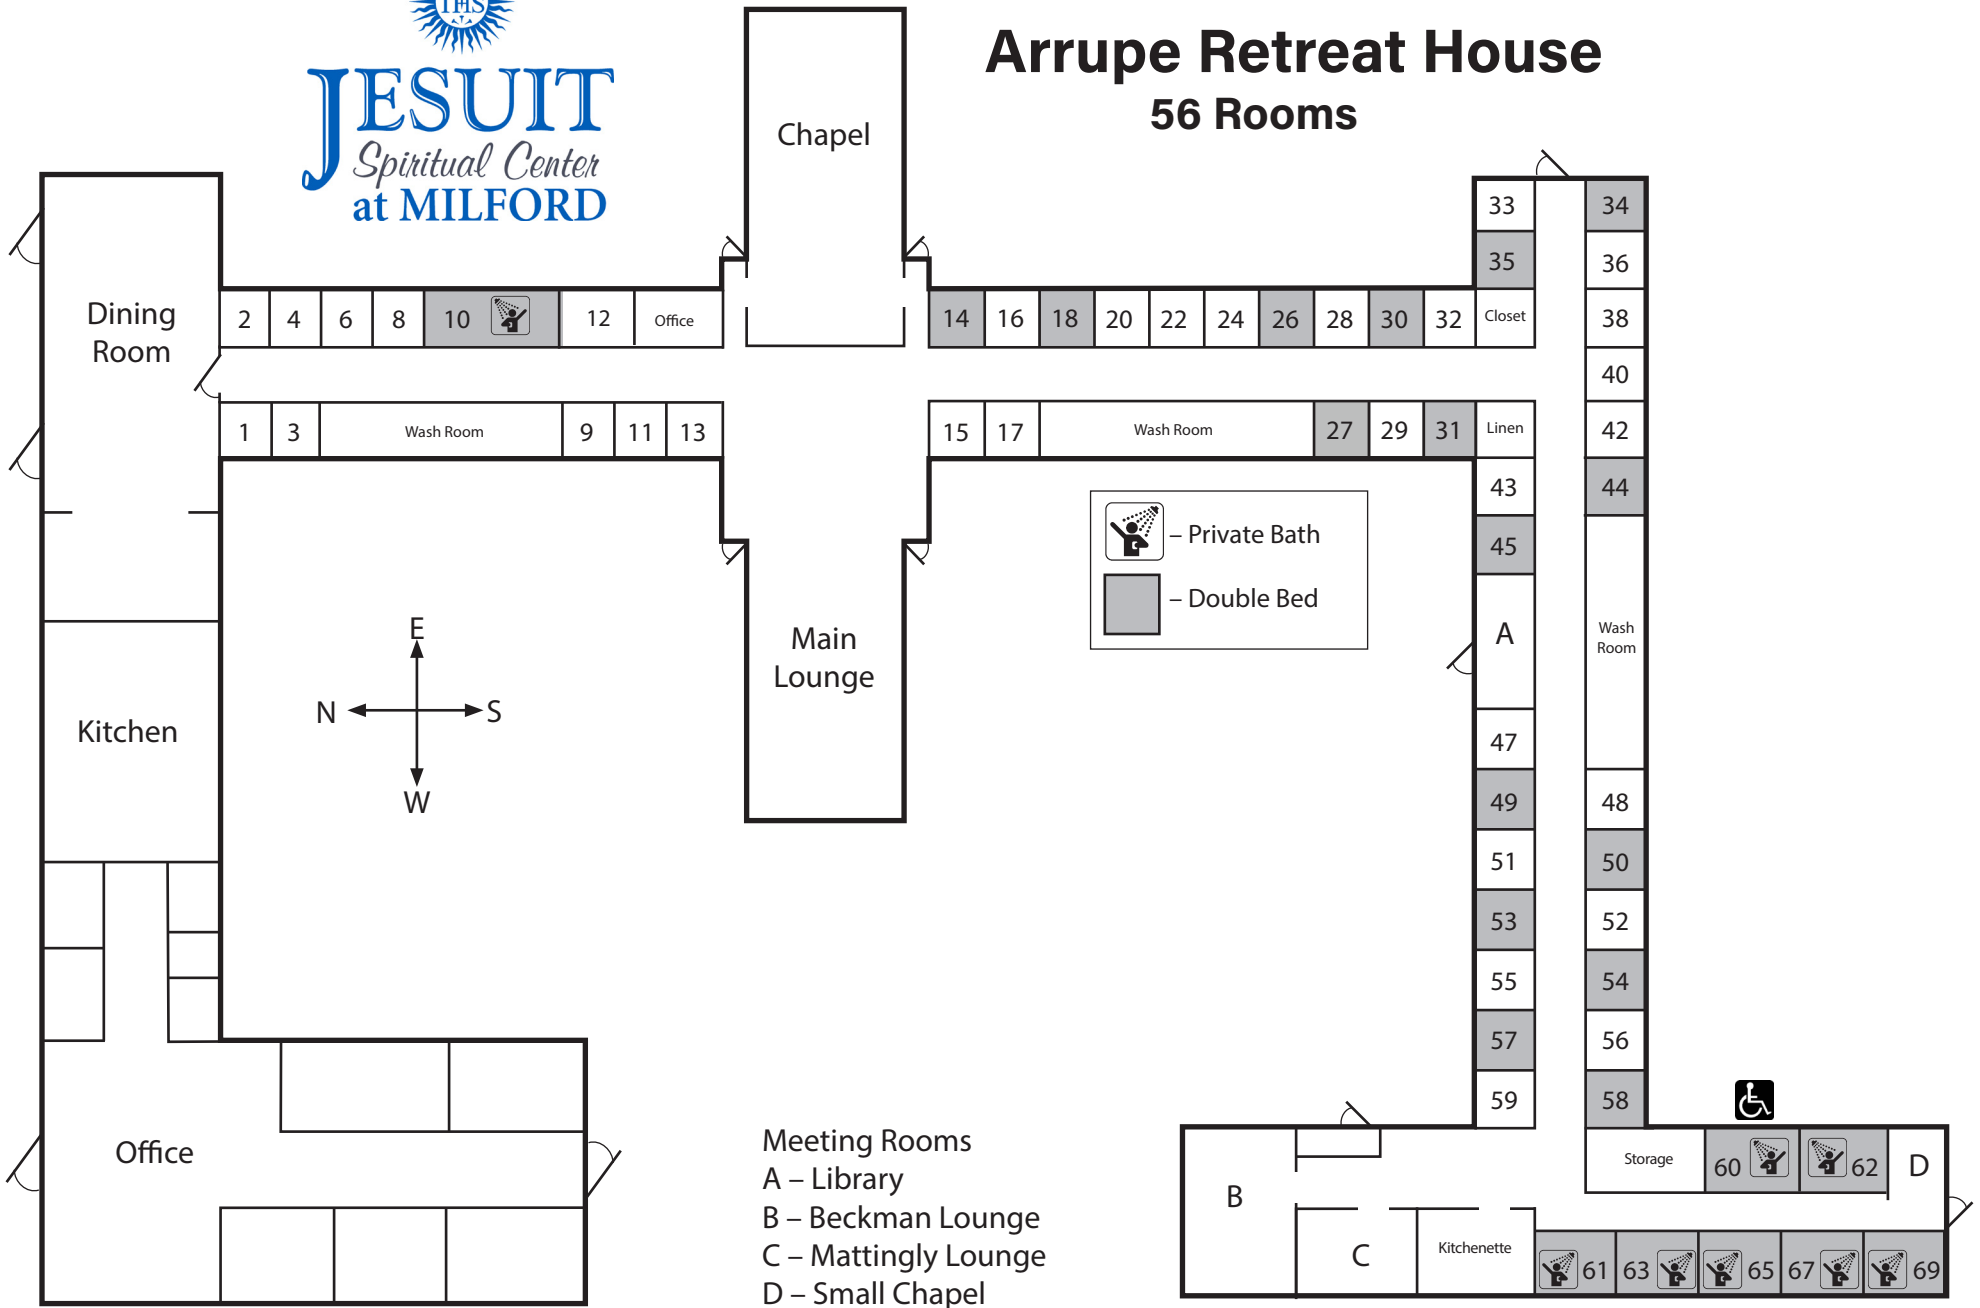 IHS
JESUIT
Spiritual Center
at MILFORD
Arrupe Retreat House
56 Rooms
Chapel
Dining
Room
2 4 6 8 10 12 Office
14 16 18 20 22 24 26 28 30 32 Closet
33 34
35 36
38
40
1 3 Wash Room 9 11 13
15 17 Wash Room 27 29 31 Linen
42
43 44
45
– Private Bath
– Double Bed
A
Wash
Room
Main
Lounge
E
N S
W
Kitchen
47
49 48
51 50
53 52
55 54
57 56
59 58
Office
Meeting Rooms
A – Library
B – Beckman Lounge
C – Mattingly Lounge
D – Small Chapel
B
C
Kitchenette
Storage
60 62 D
61 63 65 67 69